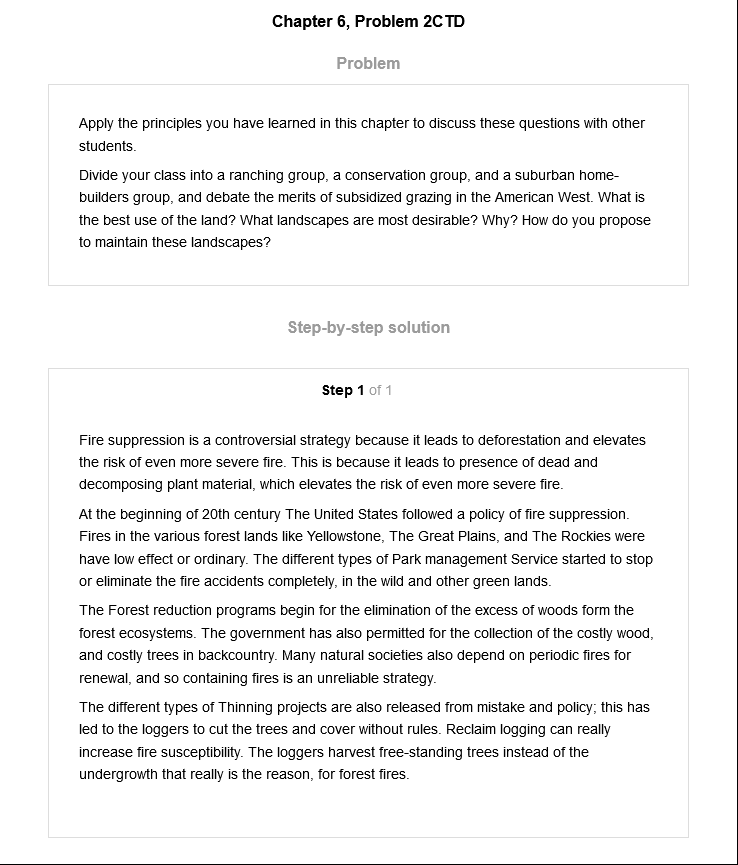 Chapter 6, Problem 2CTD
Problem
Apply the principles you have learned in this chapter to discuss these questions with other
students.
Divide your class into a ranching group, a conservation group, and a suburban home-
builders group, and debate the merits of subsidized grazing in the American West. What is
the best use of the land? What landscapes are most desirable? Why? How do you propose
to maintain these landscapes?
Step-by-step solution
Step 1 of 1
Fire suppression is a controversial strategy because it leads to deforestation and elevates
the risk of even more severe fire. This is because it leads to presence of dead and
decomposing plant material, which elevates the risk of even more severe fire.
At the beginning of 20th century The United States followed a policy of fire suppression.
Fires in the various forest lands like Yellowstone, The Great Plains, and The Rockies were
have low effect or ordinary. The different types of Park management Service started to stop
or eliminate the fire accidents completely, in the wild and other green lands.
The Forest reduction programs begin for the elimination of the excess of woods form the
forest ecosystems. The government has also permitted for the collection of the costly wood,
and costly trees in backcountry. Many natural societies also depend on periodic fires for
renewal, and so containing fires is an unreliable strategy.
The different types of Thinning projects are also released from mistake and policy; this has
led to the loggers to cut the trees and cover without rules. Reclaim logging can really
increase fire susceptibility. The loggers harvest free-standing trees instead of the
undergrowth that really is the reason, for forest fires.